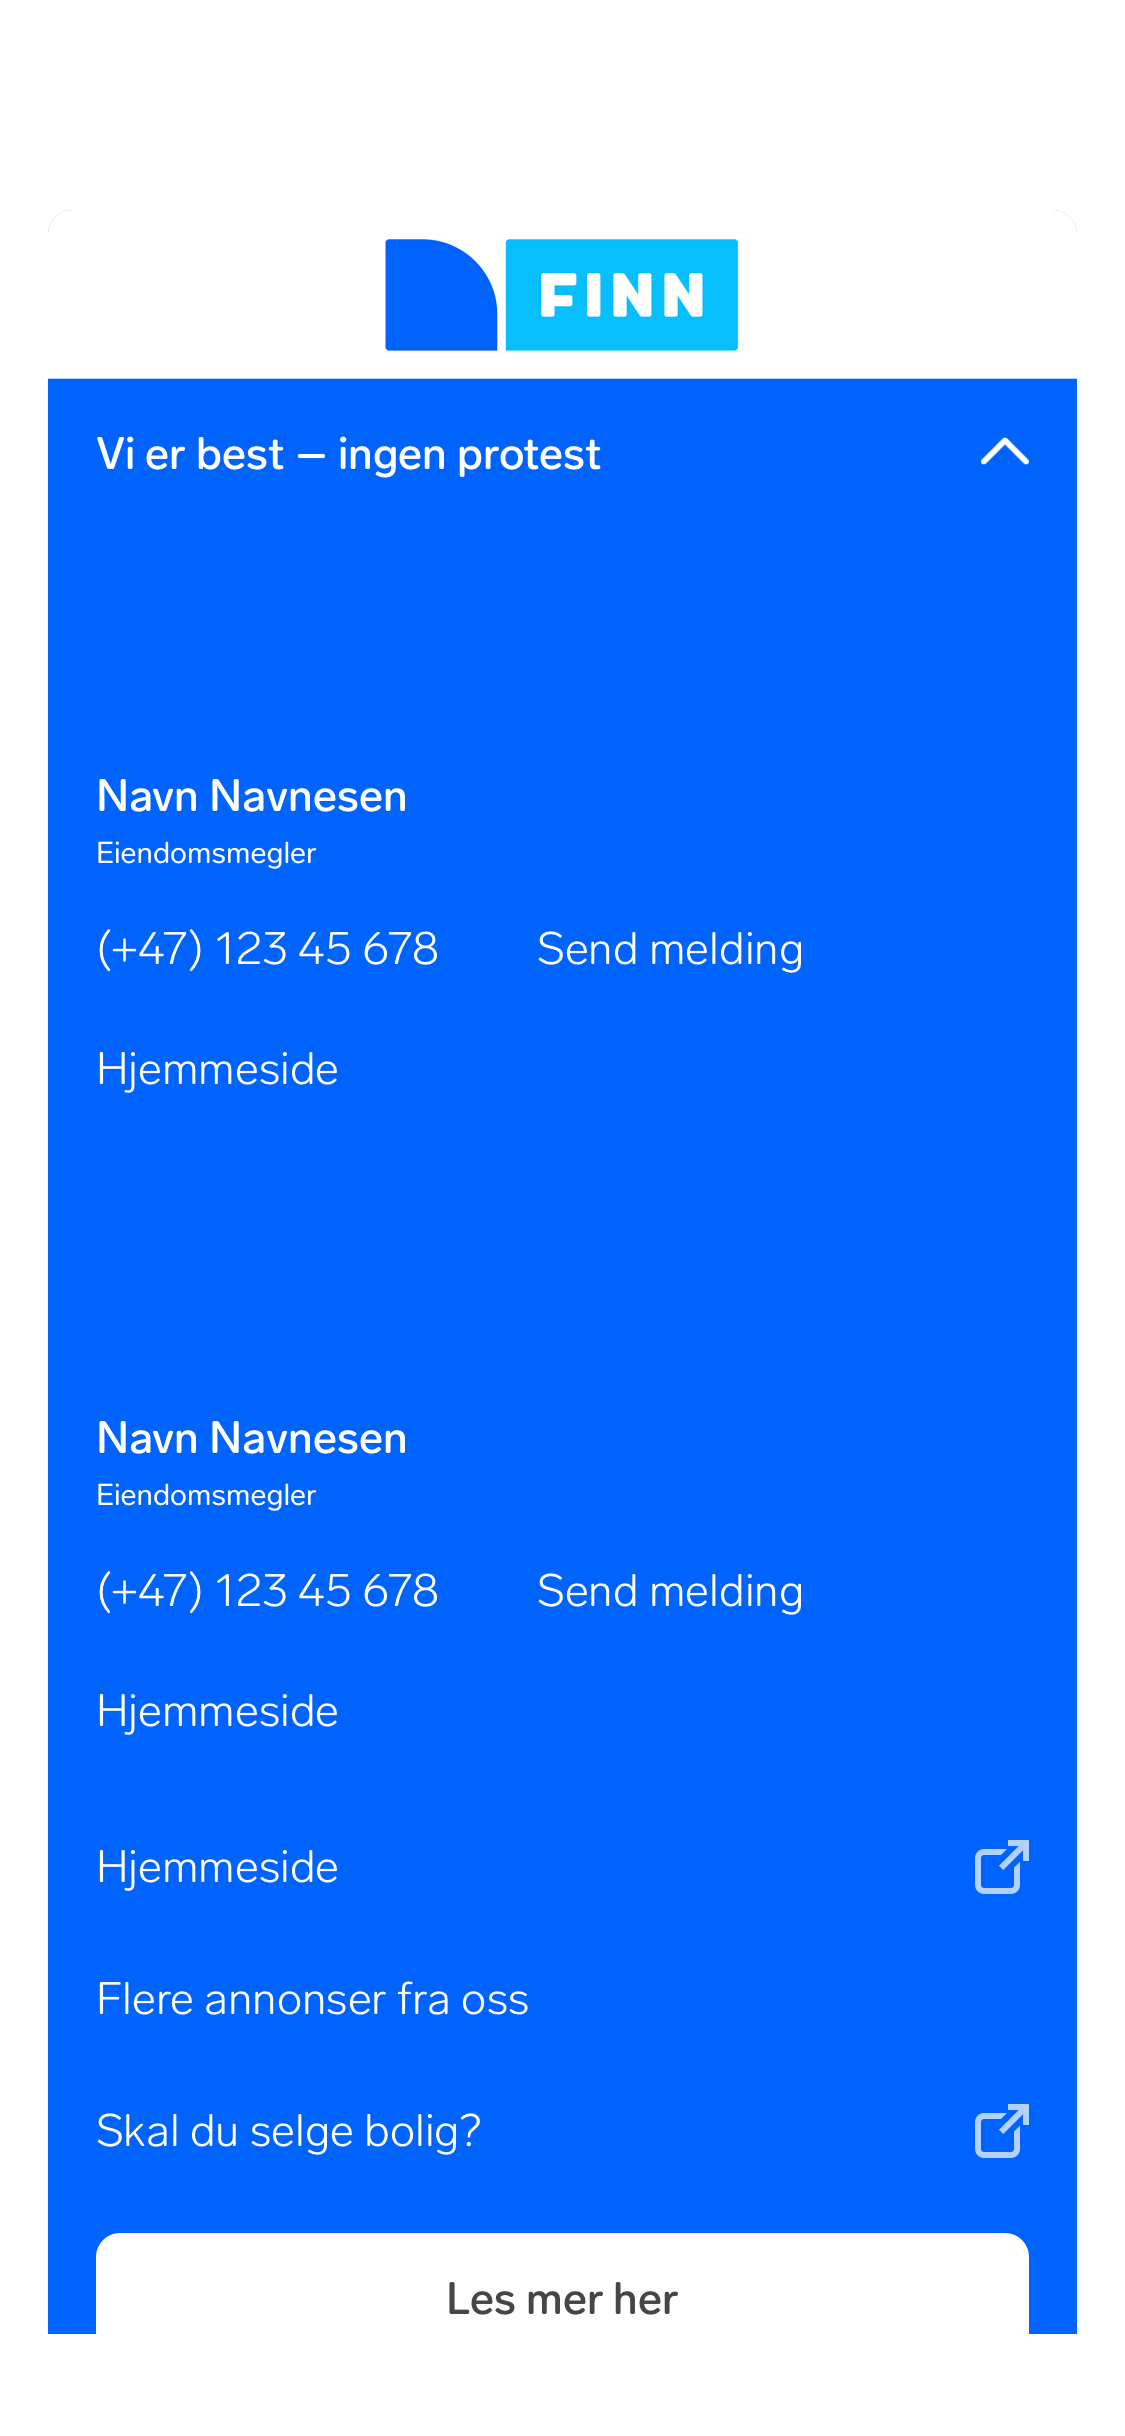 FINN
Vi er best – ingen protest
Navn Navnesen
Eiendomsmegler
(+47) 123 45 678 Send melding
Hjemmeside
Navn Navnesen
Eiendomsmegler
(+47) 123 45 678 Send melding
Hjemmeside
Hjemmeside
Flere annonser fra oss
Skal du selge bolig?
Les mer her